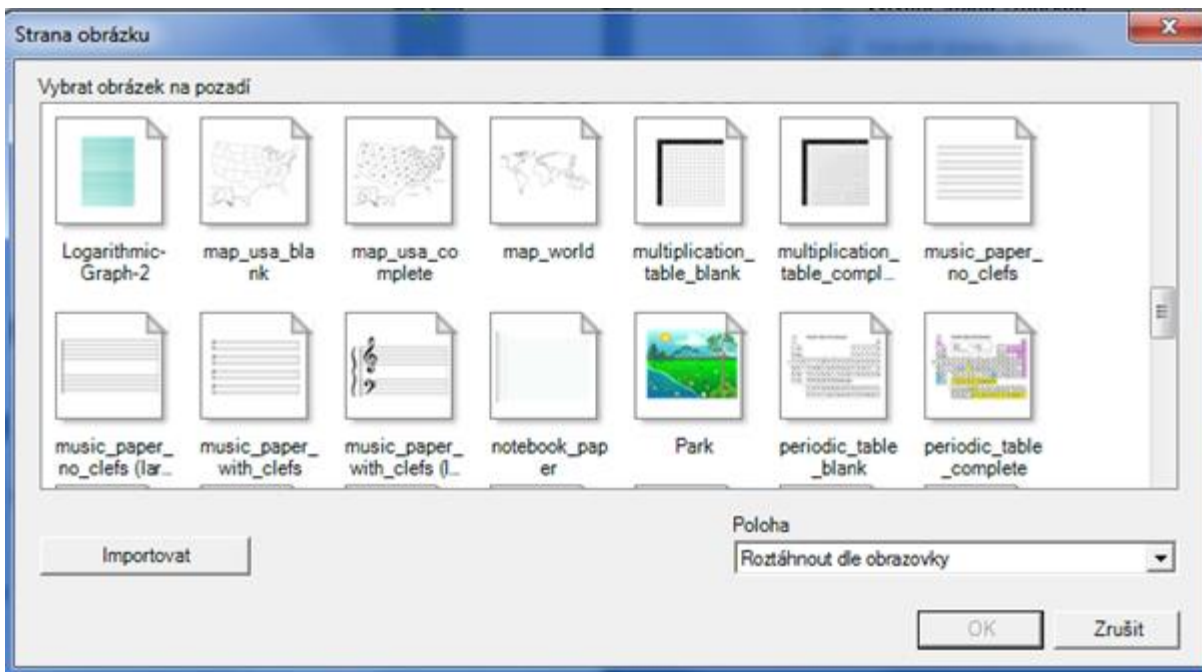 Strana obrázku
Vybrat obrázek na pozadí
Logarithmic-
Graph-2
map_usa_bla
nk
map_usa_co
mplete
map_world
multiplication_
table_blank
multiplication_
table_compl...
music_paper_
no_clefs
music_paper_
no_clefs (lar...
music_paper_
with_clefs
music_paper_
with_clefs (l...
notebook_pap
er
Park
periodic_table
_blank
periodic_table
_complete
Importovat
Poloha
Roztáhnout dle obrazovky
OK
Zrušit